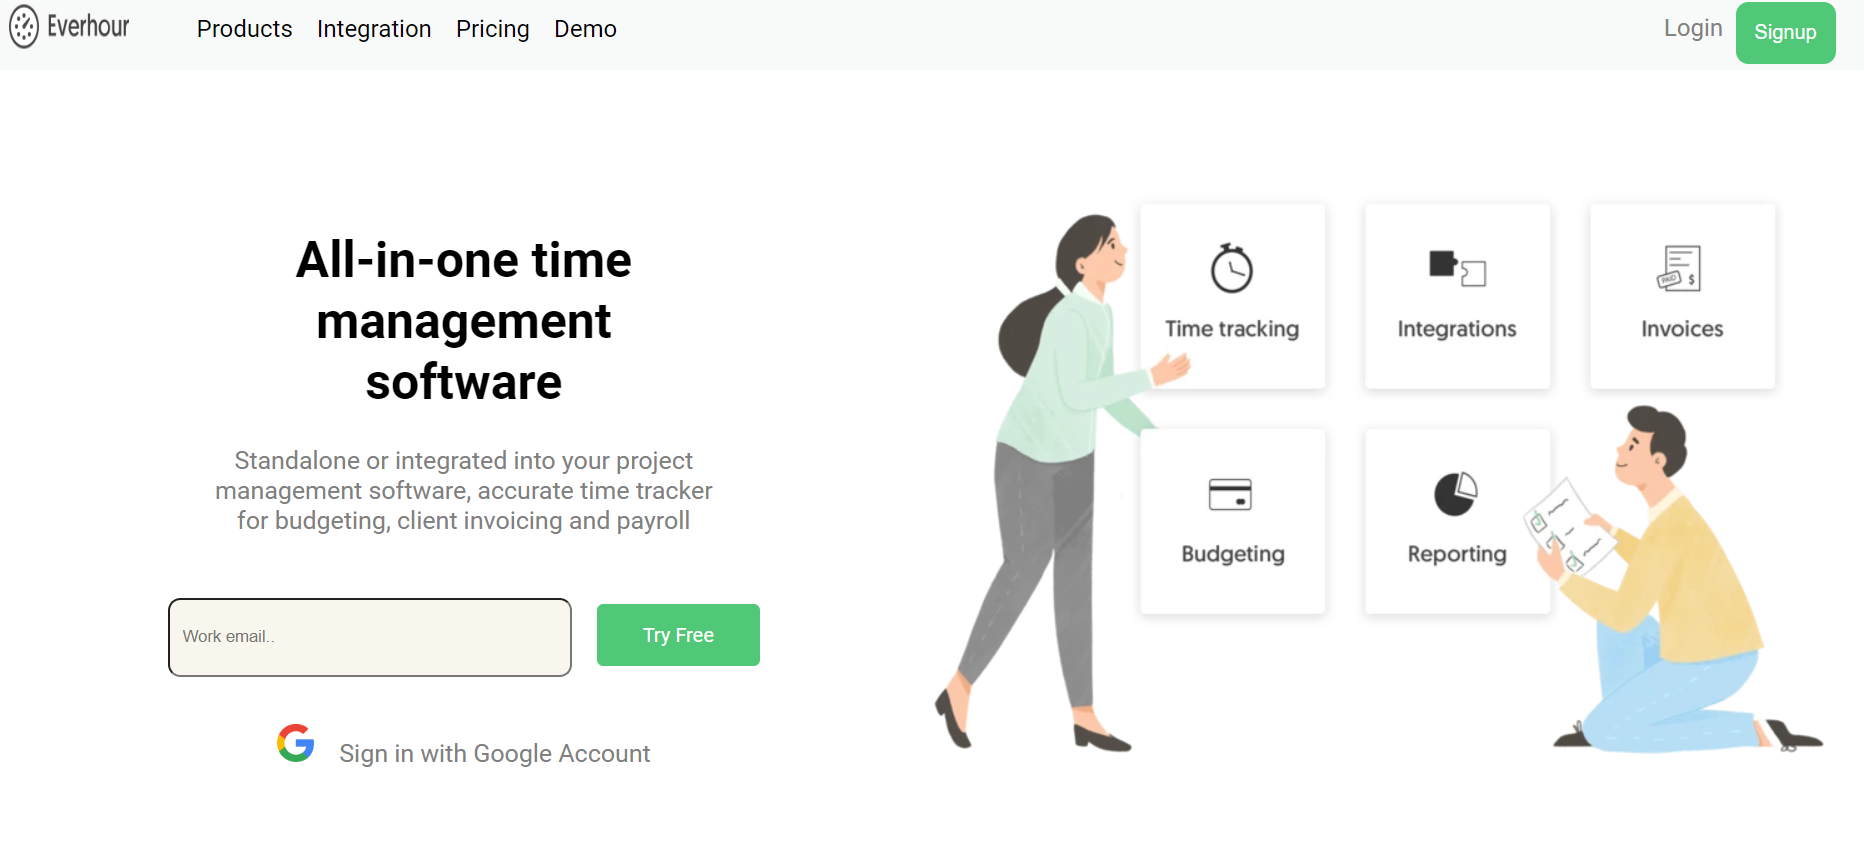 Everhour
Products Integration Pricing Demo
Login Signup
All-in-one time
management
software
Standalone or integrated into your project
management software, accurate time tracker
for budgeting, client invoicing and payroll
Work email..
Try Free
Sign in with Google Account
Time tracking
Integrations
PAID $
Invoices
Budgeting
Reporting